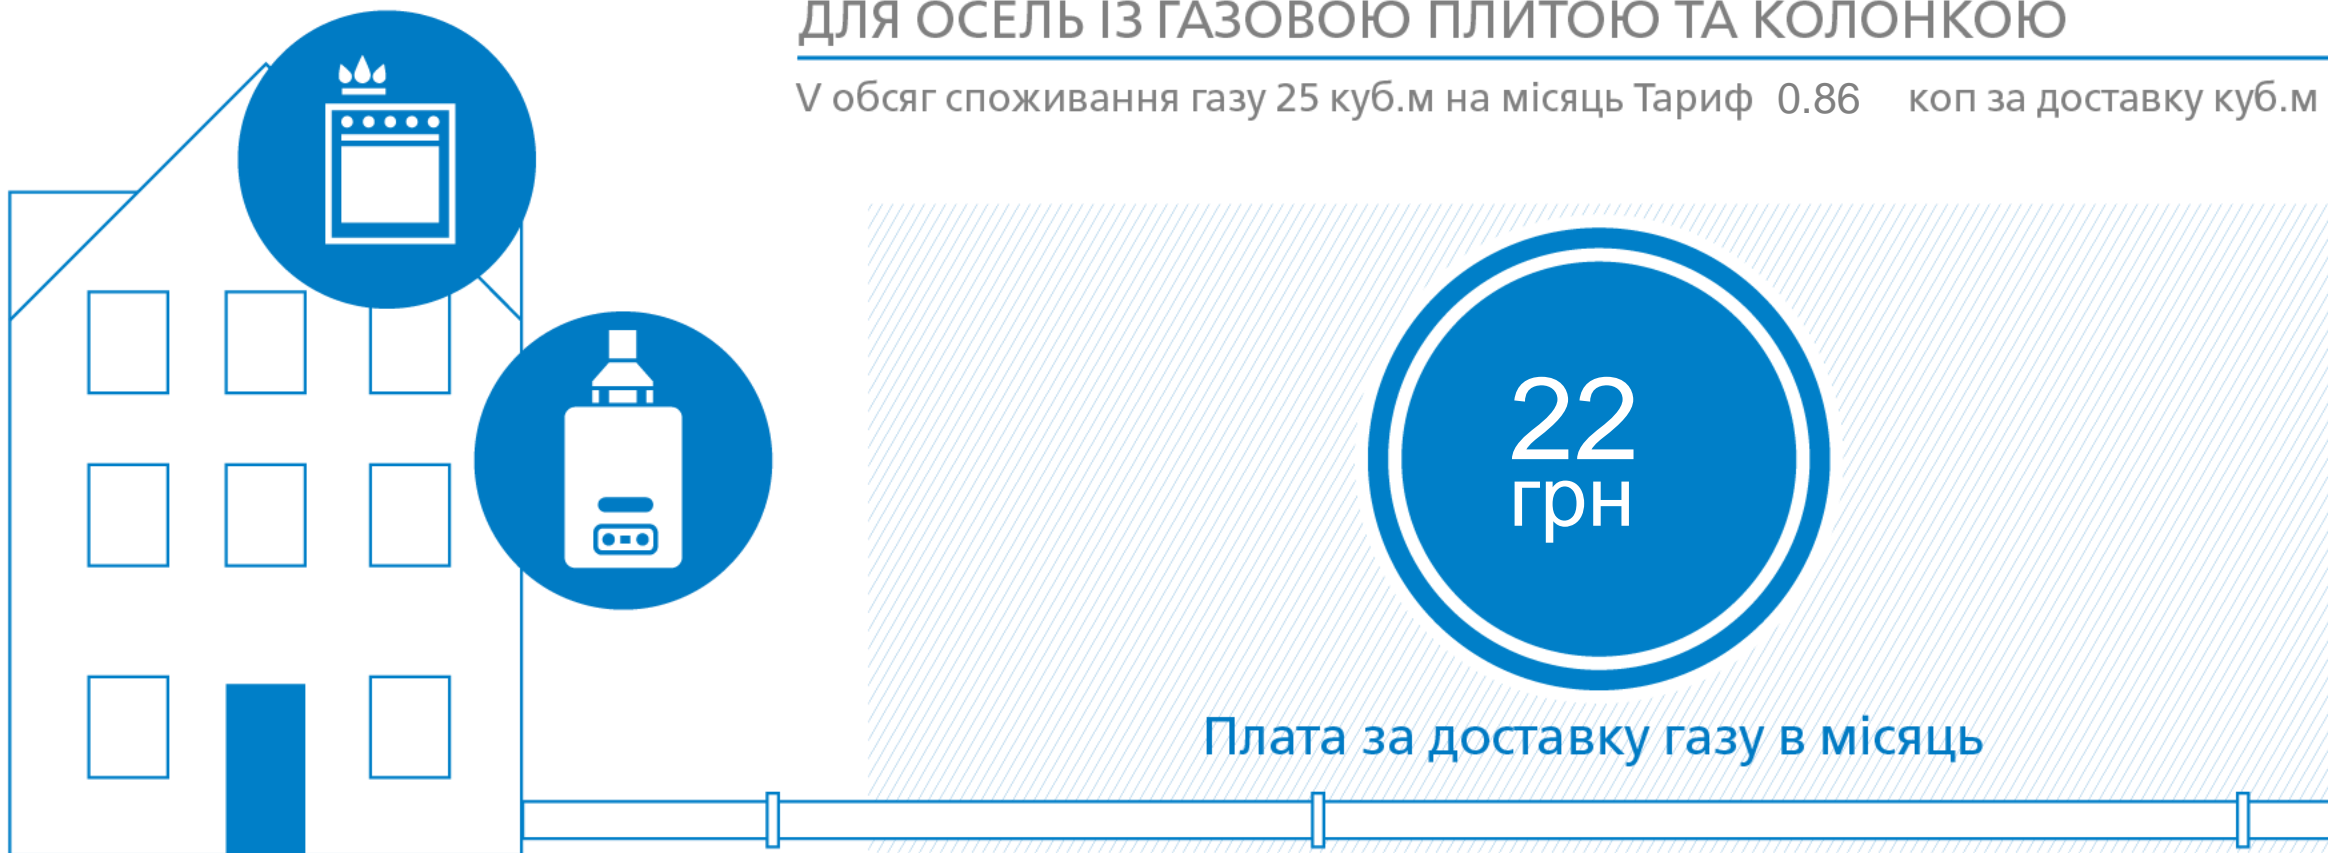 ДЛЯ ОСЕЛЬ ІЗ ГАЗОВОЮ ПЛИТОЮ ТА КОЛОНКОЮ
V обсяг споживання газу 25 куб.м на місяць Тариф 0.86 коп за доставку куб.м
22
грн
Плата за доставку газу в місяць